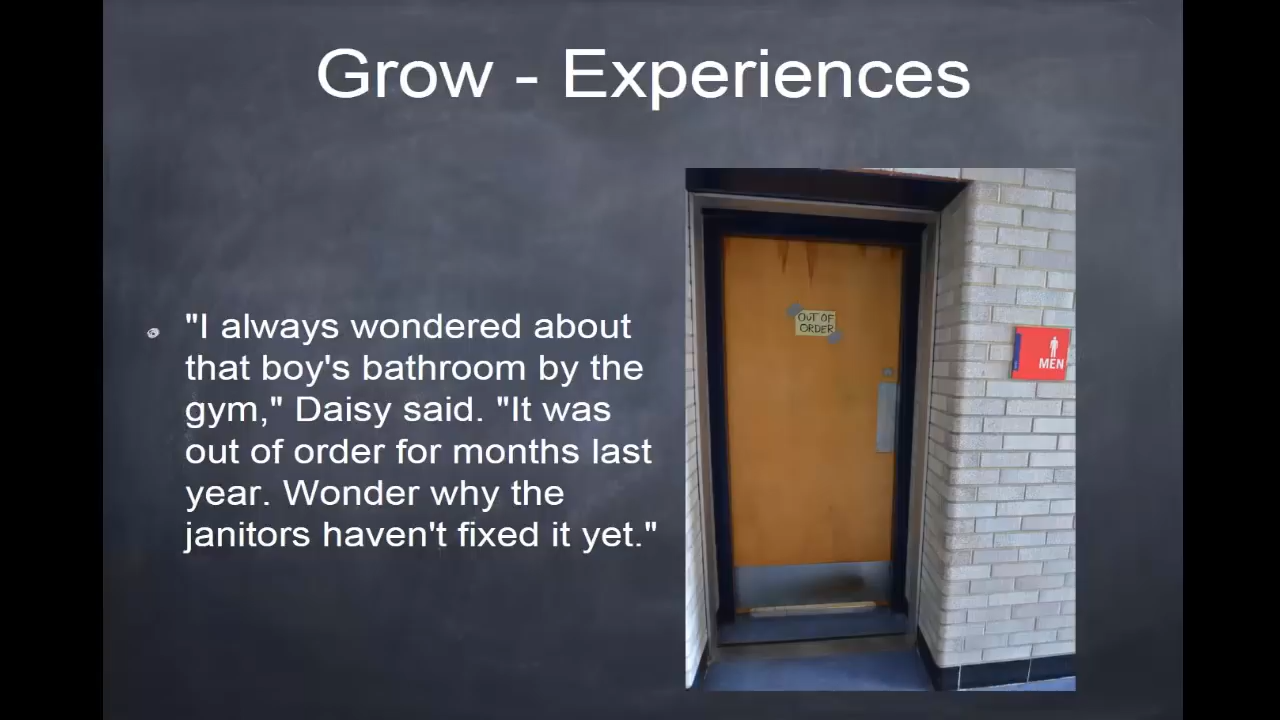 Grow - Experiences
"I always wondered about
that boy's bathroom by the
gym," Daisy said. "It was
out of order for months last
year. Wonder why the
janitors haven't fixed it yet."
OUT OF
ORDER
MEN